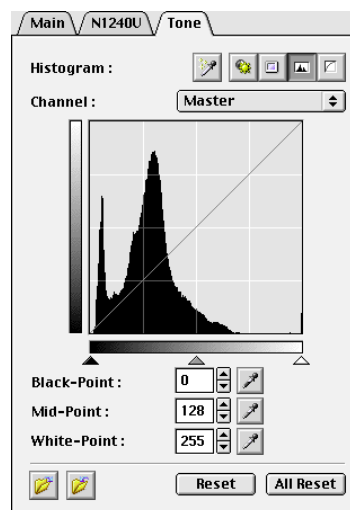 Main N1240U Tone
Histogram :
Channel : Master
Black-Point : 0
Mid-Point : 128
White-Point : 255
Reset All Reset